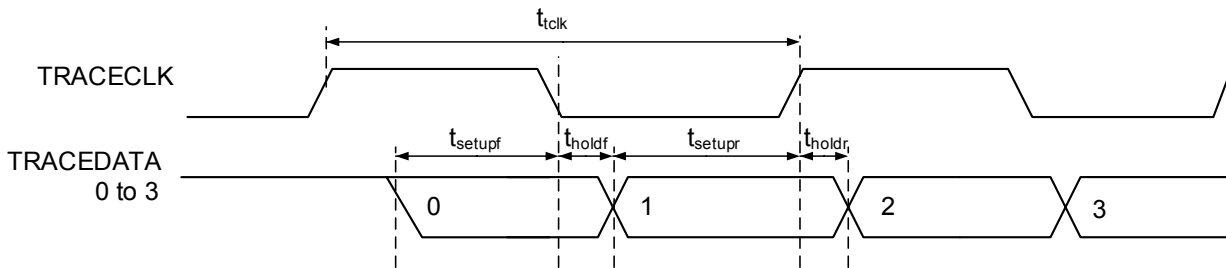 t_tclk
TRACECLK
t_setupf t_holdf t_setupr t_holdr
TRACEDATA
0 to 3
0 1 2 3